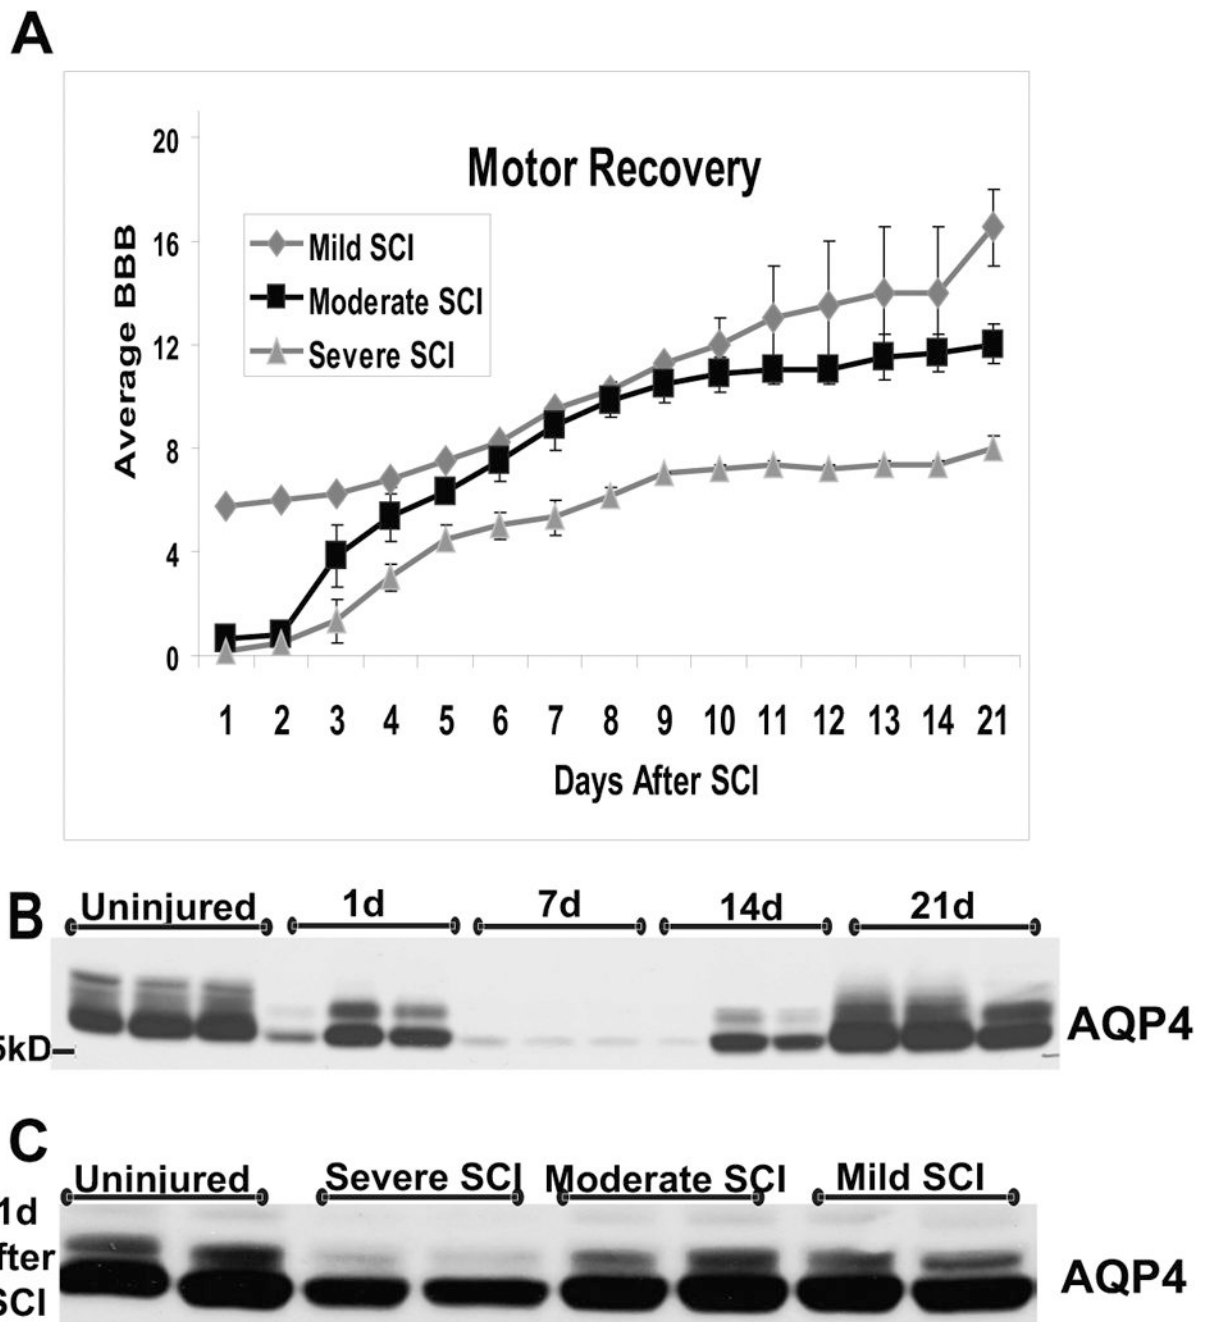 A
Motor Recovery
20
16
12
8
4
0
Average BBB
Mild SCI
Moderate SCI
Severe SCI
1 2 3 4 5 6 7 8 9 10 11 12 13 14 21
Days After SCI
B
Uninjured 1d 7d 14d 21d
5kD
AQP4
C
Uninjured Severe SCI Moderate SCI Mild SCI
1d
fter
SCI
AQP4